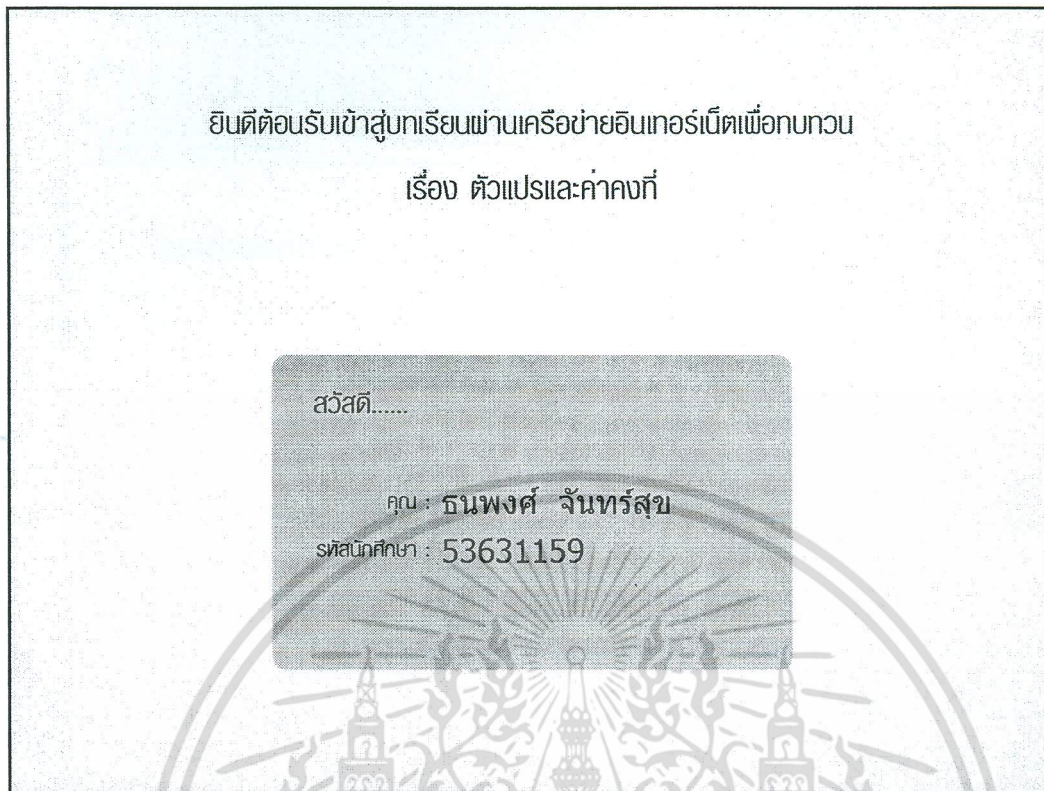 ยินดีต้อนรับเข้าสู่บทเรียนผ่านเครือข่ายอินเทอร์เน็ตเพื่อทบทวน
เรื่อง ตัวแปรและค่าคงที่
สวัสดี......
คุณ : ธนพงศ์ จันทร์สุข
รหัสนักศึกษา : 53631159